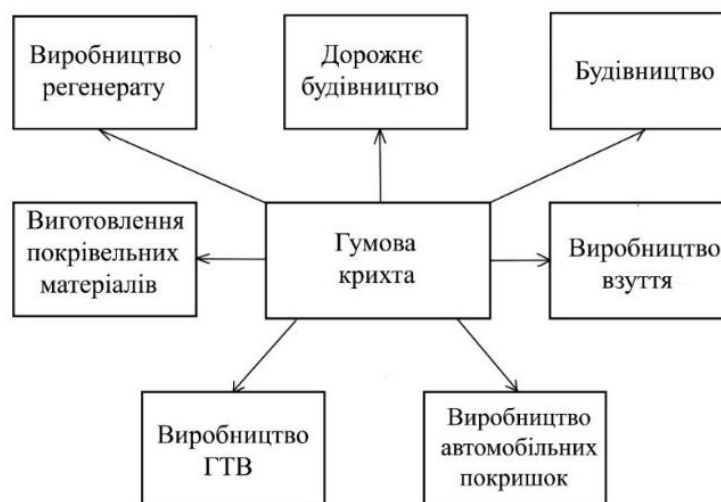 Виробництво
регенерату
Дорожнє
будівництво
Будівництво
Виготовлення
покрівельних
матеріалів
Гумова
крихта
Виробництво
взуття
Виробництво
ГТВ
Виробництво
автомобільних
покришок